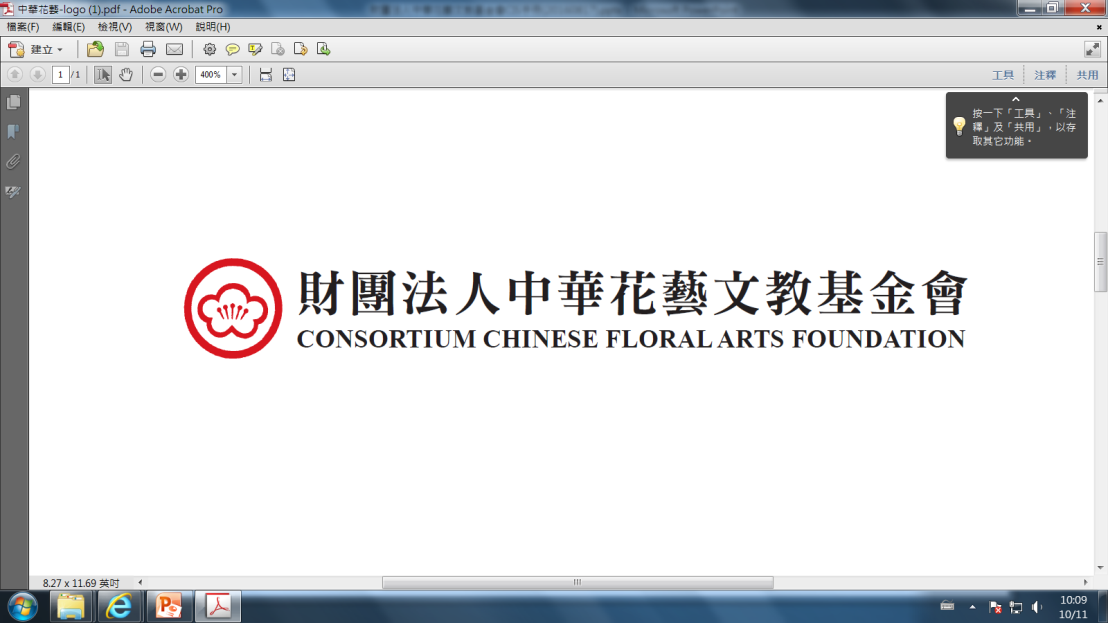 中華花藝-logo (1).pdf - Adobe Acrobat Pro
檔案(F) 編輯(E) 檢視(V) 視窗(W) 說明(H)
建立
1 /1 400% 工具 注釋 共用
按一下「工具」、「注
釋」及「共用」，以存
取其它功能。
財團法人中華花藝文教基金會
CONSORTIUM CHINESE FLORAL ARTS FOUNDATION
8.27 x 11.69 英吋
10:09
10/11